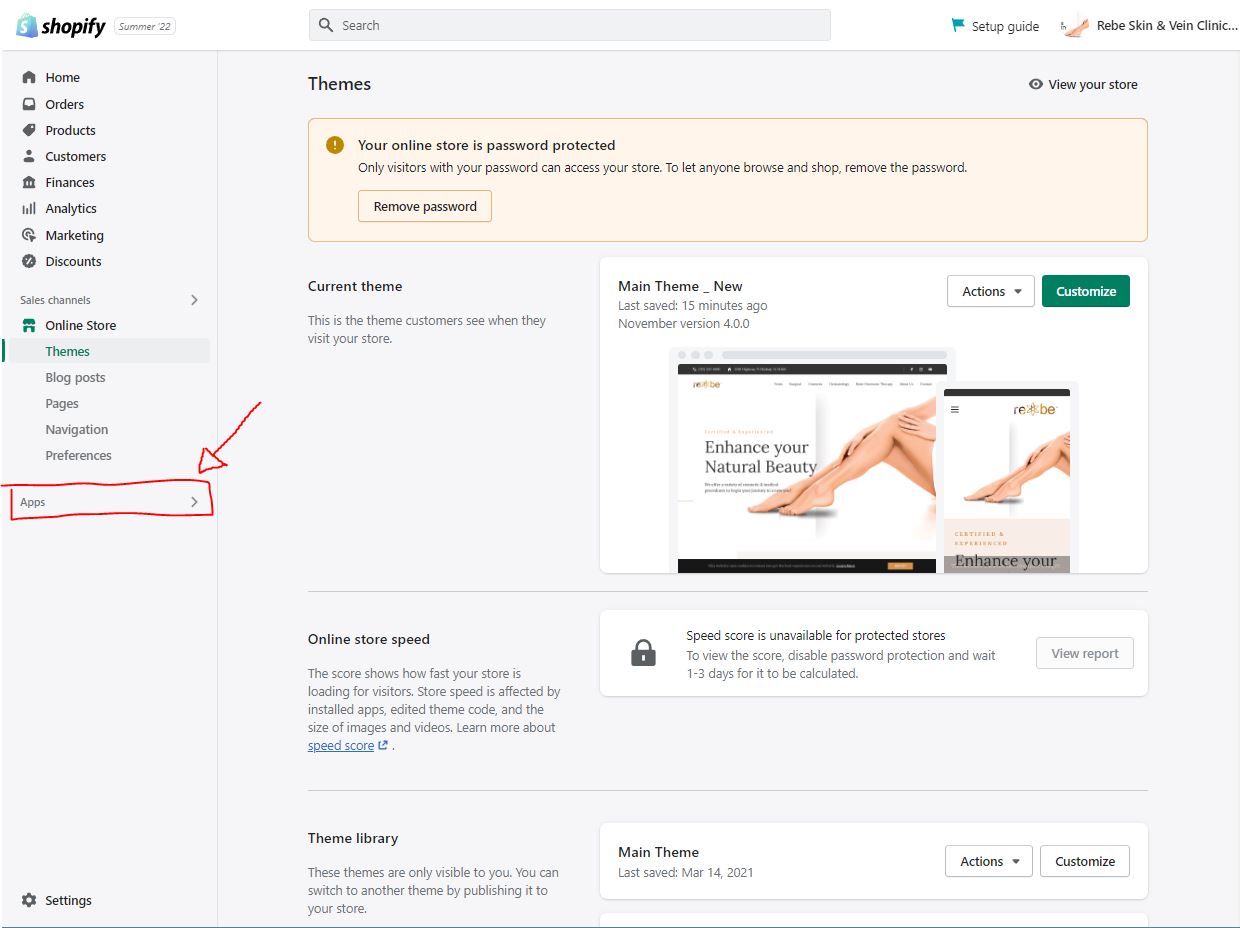 shopify
Summer '22
Search
Setup guide
Rebe Skin & Vein Clinic...
Home
Orders
Products
Customers
Finances
Analytics
Marketing
Discounts
Sales channels
Online Store
Themes
Blog posts
Pages
Navigation
Preferences
Apps
Settings
Themes
View your store
Your online store is password protected
Only visitors with your password can access your store. To let anyone browse and shop, remove the password.
Remove password
Current theme
This is the theme customers see when they
visit your store.
Main Theme _ New
Last saved: 15 minutes ago
November version 4.0.0
Actions
Customize
Certified & Experienced
Enhance your
Natural Beauty
CERTIFIED &
EXPERIENCED
Enhance your
Online store speed
The score shows how fast your store is
loading for visitors. Store speed is affected by
installed apps, edited theme code, and the
size of images and videos. Learn more about
speed score .
Speed score is unavailable for protected stores
To view the score, disable password protection and wait
1-3 days for it to be calculated.
View report
Theme library
These themes are only visible to you. You can
switch to another theme by publishing it to
your store.
Main Theme
Last saved: Mar 14, 2021
Actions
Customize